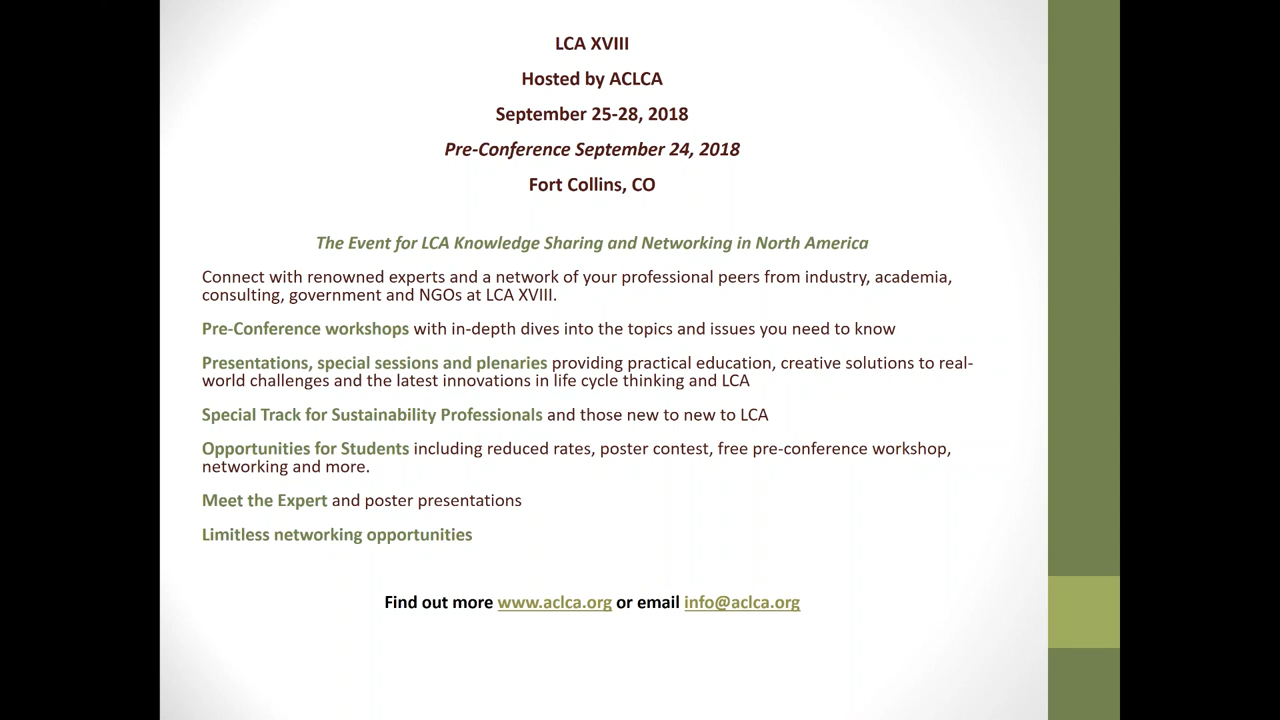 LCA XVIII
Hosted by ACLCA
September 25-28, 2018
Pre-Conference September 24, 2018
Fort Collins, CO
The Event for LCA Knowledge Sharing and Networking in North America
Connect with renowned experts and a network of your professional peers from industry, academia,
consulting, government and NGOs at LCA XVIII.
Pre-Conference workshops with in-depth dives into the topics and issues you need to know
Presentations, special sessions and plenaries providing practical education, creative solutions to real-
world challenges and the latest innovations in life cycle thinking and LCA
Special Track for Sustainability Professionals and those new to new to LCA
Opportunities for Students including reduced rates, poster contest, free pre-conference workshop,
networking and more.
Meet the Expert and poster presentations
Limitless networking opportunities
Find out more www.aclca.org or email info@aclca.org